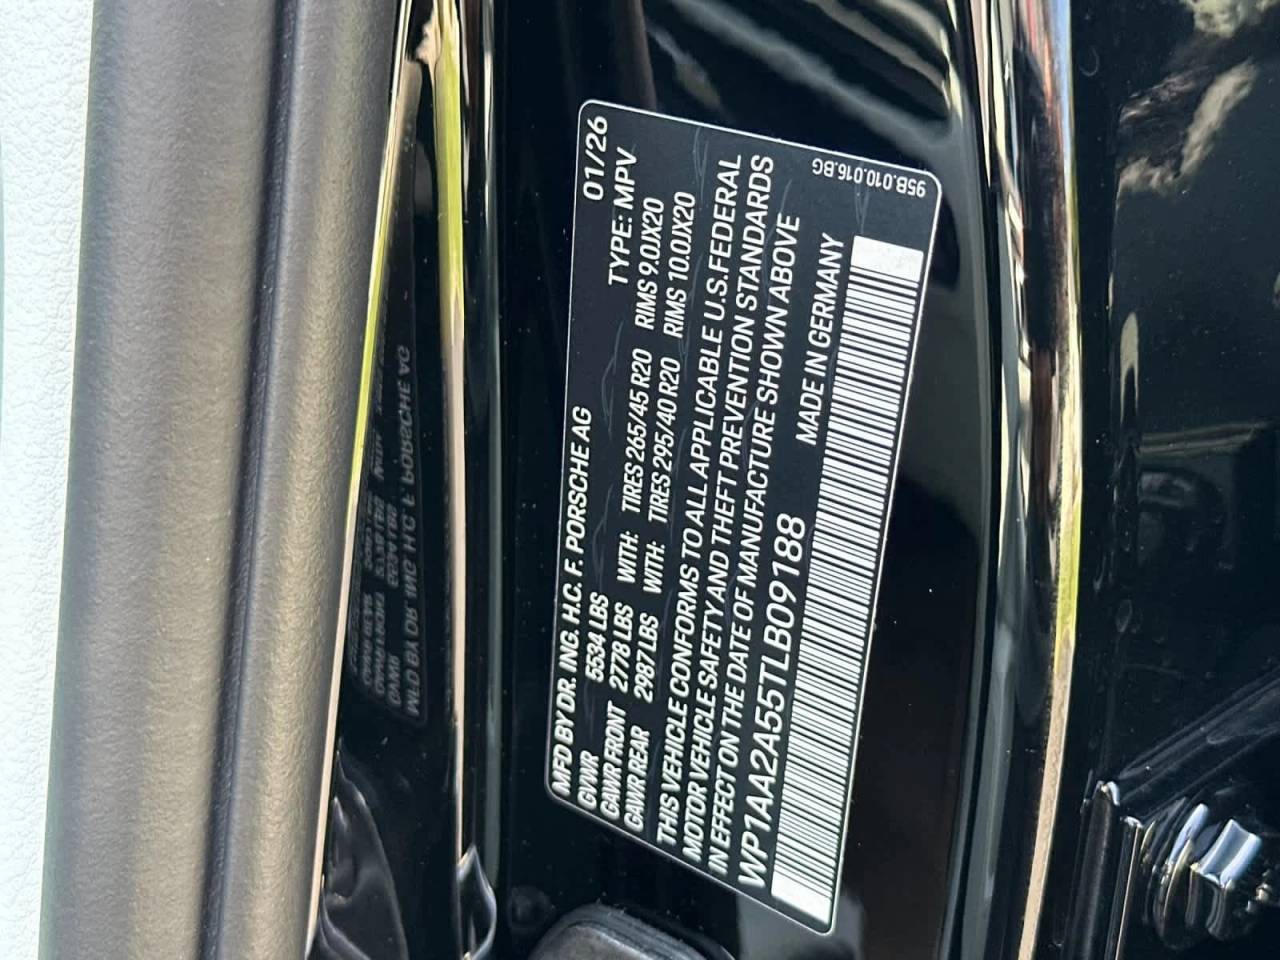 MFD BY DR. ING. H.C. F. PORSCHE AG 01/26
GVWR 5534 LBS TYPE: MPV
GAWR FRONT 2778 LBS WITH: TIRES 265/45 R20 RIMS 9.0JX20
GAWR REAR 2987 LBS WITH: TIRES 295/40 R20 RIMS 10.0JX20
THIS VEHICLE CONFORMS TO ALL APPLICABLE U.S. FEDERAL
MOTOR VEHICLE SAFETY AND THEFT PREVENTION STANDARDS
IN EFFECT ON THE DATE OF MANUFACTURE SHOWN ABOVE
WP1AA2A55TLB09188 MADE IN GERMANY
95B.010.016.BG